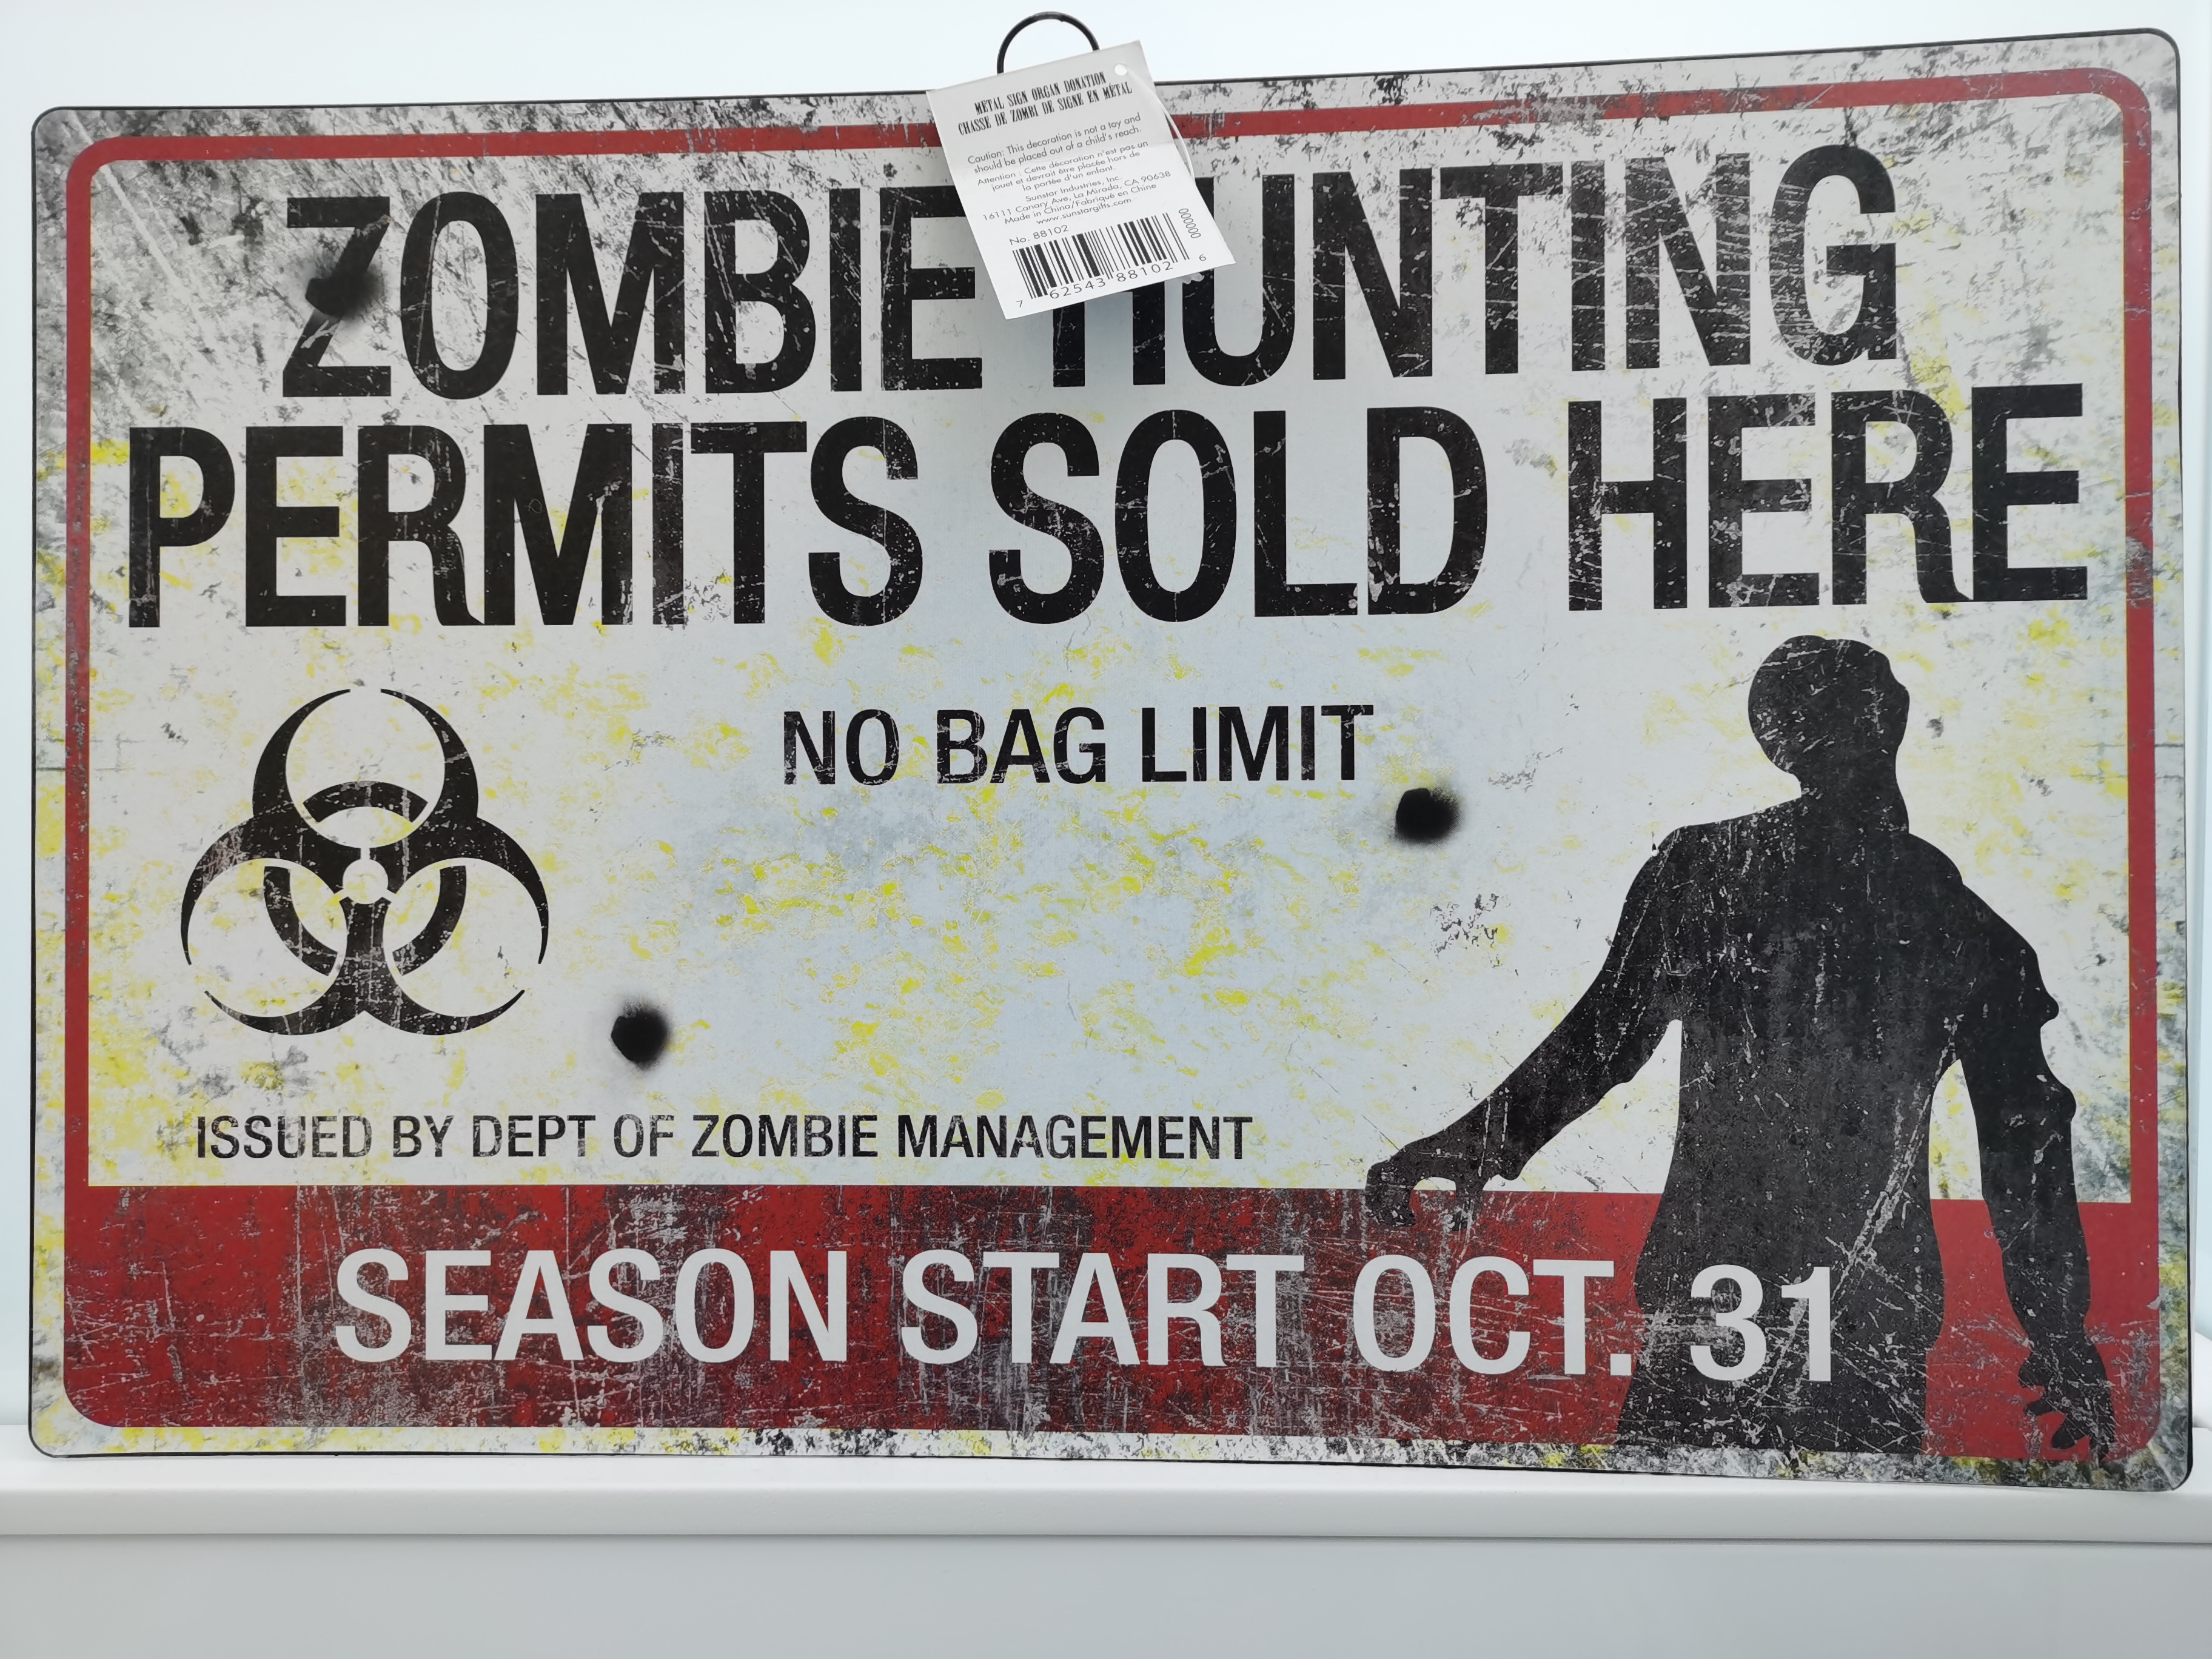 METAL SIGN ORGAN DONATION
CHASSE DE ZOMBI DE SIGNE EN MÉTAL
Caution: This decoration is not a toy and
should be placed out of a child's reach.
Attention : Cette décoration n'est pas un
jouet et devrait être placée hors de
la portée d'un enfant.
Sunstar Industries, Inc.
16111 Canary Ave, La Mirada, CA 90638
Made in China/Fabriqué en Chine
www.sunstargifts.com
No. 88102
000000
7 62543 88102 6
ZOMBIE HUNTING
PERMITS SOLD HERE
NO BAG LIMIT
ISSUED BY DEPT OF ZOMBIE MANAGEMENT
SEASON START OCT. 31